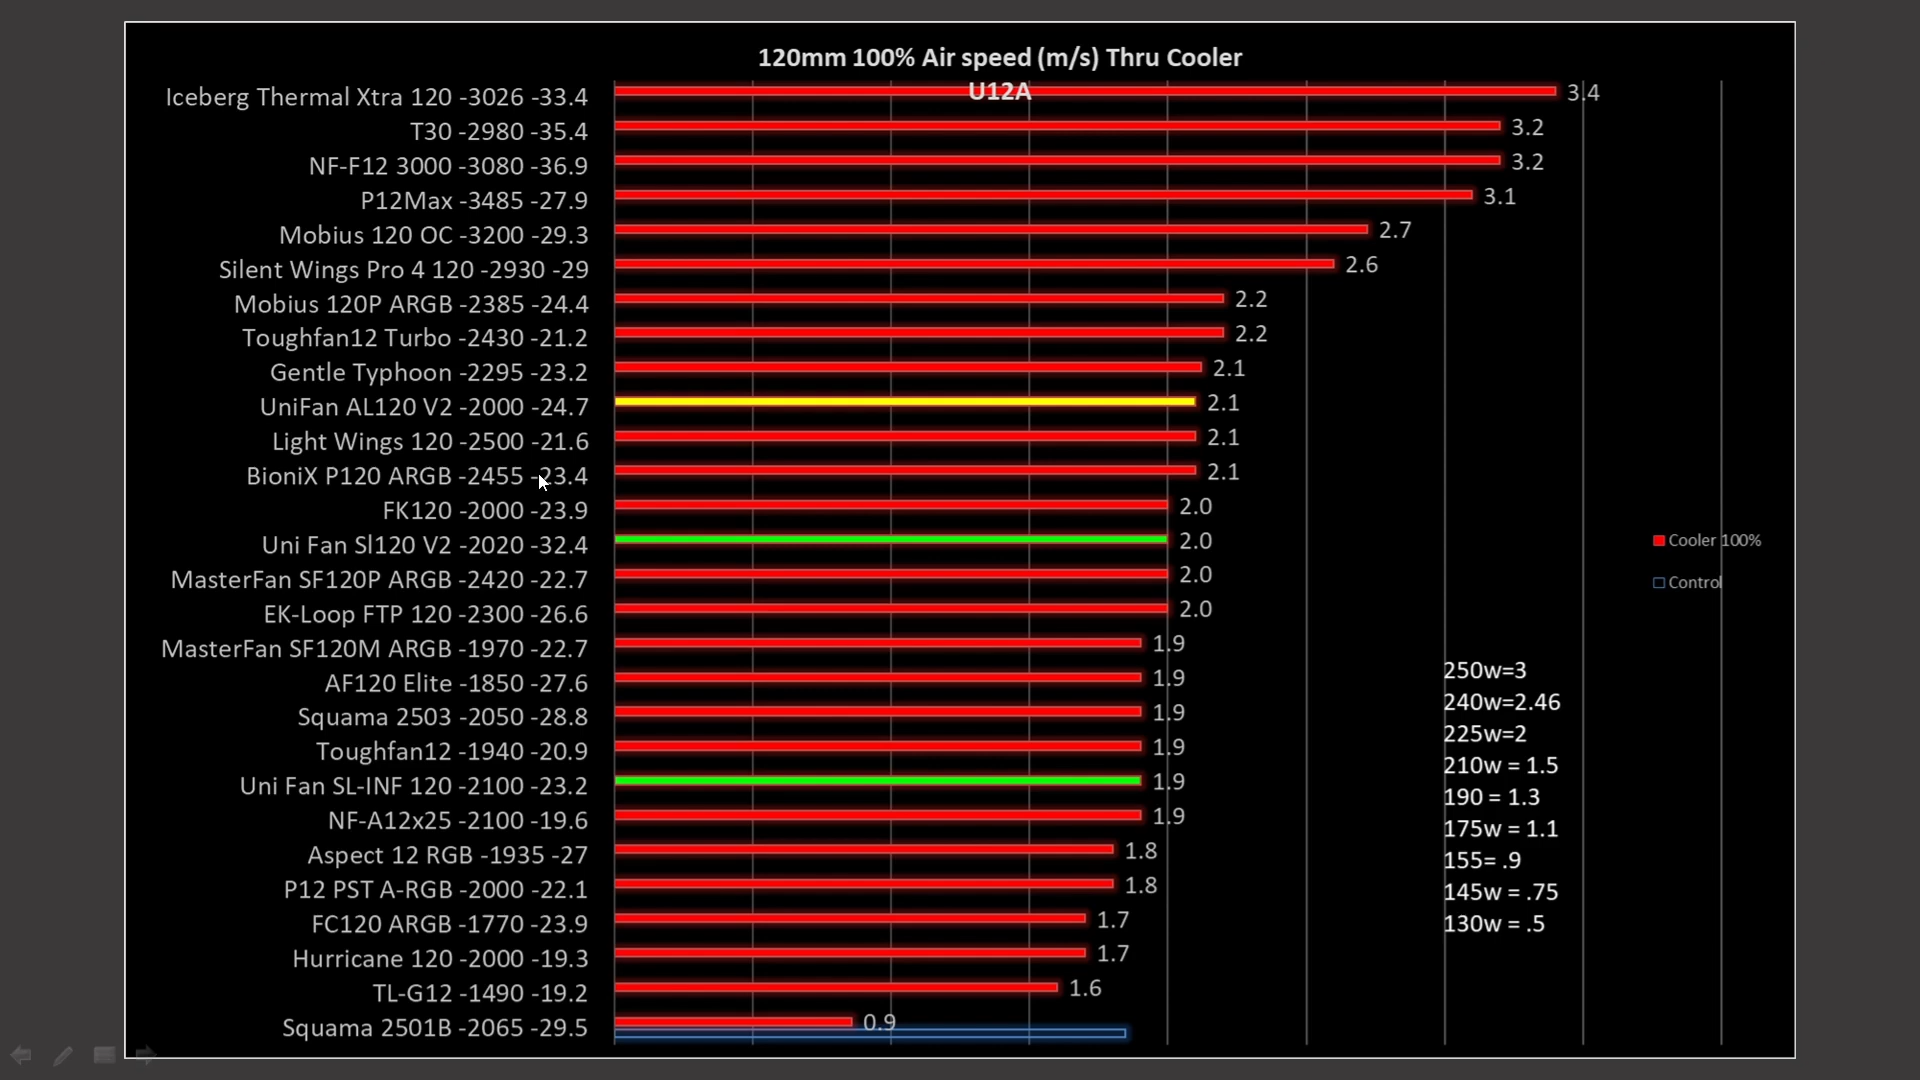 120mm 100% Air speed (m/s) Thru Cooler
U12A
Iceberg Thermal Xtra 120 -3026 -33.4 3.4
T30 -2980 -35.4 3.2
NF-F12 3000 -3080 -36.9 3.2
P12Max -3485 -27.9 3.1
Mobius 120 OC -3200 -29.3 2.7
Silent Wings Pro 4 120 -2930 -29 2.6
Mobius 120P ARGB -2385 -24.4 2.2
Toughfan12 Turbo -2430 -21.2 2.2
Gentle Typhoon -2295 -23.2 2.1
UniFan AL120 V2 -2000 -24.7 2.1
Light Wings 120 -2500 -21.6 2.1
BioniX P120 ARGB -2455 -23.4 2.1
FK120 -2000 -23.9 2.0
Uni Fan Sl120 V2 -2020 -32.4 2.0
MasterFan SF120P ARGB -2420 -22.7 2.0
EK-Loop FTP 120 -2300 -26.6 2.0
MasterFan SF120M ARGB -1970 -22.7 1.9
AF120 Elite -1850 -27.6 1.9
Squama 2503 -2050 -28.8 1.9
Toughfan12 -1940 -20.9 1.9
Uni Fan SL-INF 120 -2100 -23.2 1.9
NF-A12x25 -2100 -19.6 1.9
Aspect 12 RGB -1935 -27 1.8
P12 PST A-RGB -2000 -22.1 1.8
FC120 ARGB -1770 -23.9 1.7
Hurricane 120 -2000 -19.3 1.7
TL-G12 -1490 -19.2 1.6
Squama 2501B -2065 -29.5 0.9
Cooler 100%
Control
250w=3
240w=2.46
225w=2
210w = 1.5
190 = 1.3
175w = 1.1
155= .9
145w = .75
130w = .5